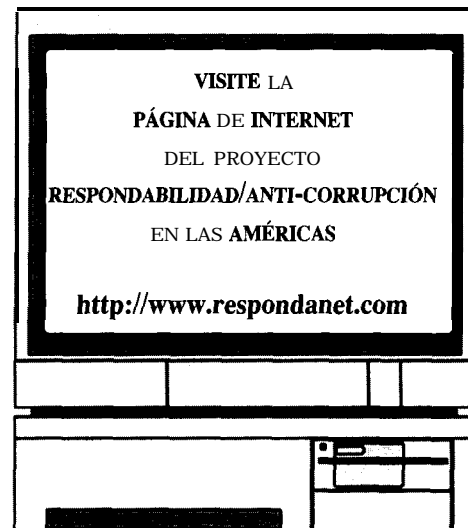 VISITE LA
PÁGINA DE INTERNET
DEL PROYECTO
RESPONDABILIDAD/ANTI-CORRUPCIÓN
EN LAS AMÉRICAS
http://www.respondanet.com